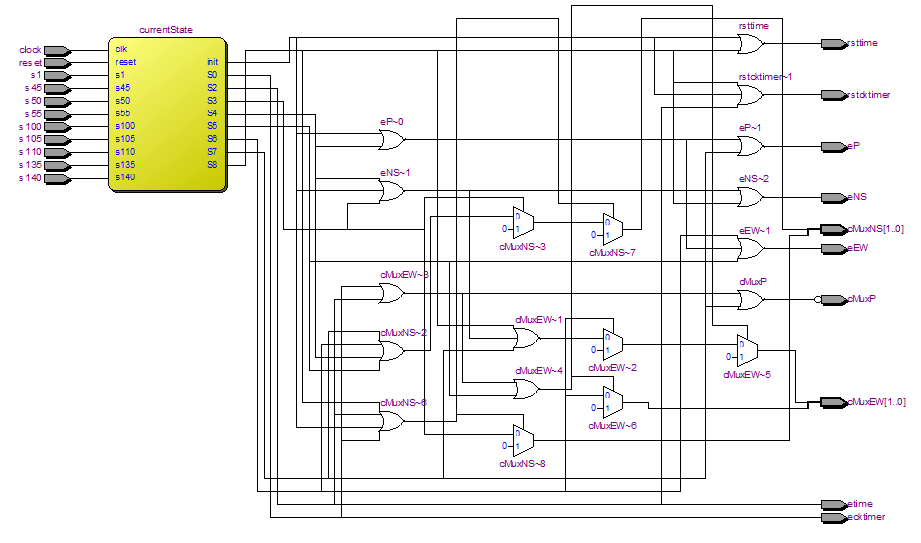 currentState
clock
reset
s1
s45
s50
s55
s100
s105
s110
s135
s140
clk
reset
s1
s45
s50
s55
s100
s105
s110
s135
s140
init
S0
S2
S3
S4
S5
S6
S7
S8
eP~0
eNS~1
0
0
1
cMuxNS~3
0
0
1
cMuxNS~7
cMuxEW~3
cMuxNS~2
cMuxNS~6
cMuxEW~1
cMuxEW~4
0
0
1
cMuxNS~8
0
0
1
cMuxEW~2
0
0
1
cMuxEW~6
rsttime
rstcktimer~1
eP~1
eNS~2
eEW~1
cMuxP
0
0
1
cMuxEW~5
rsttime
rstcktimer
eP
eNS
cMuxNS[1..0]
eEW
cMuxP
cMuxEW[1..0]
etime
ecktimer